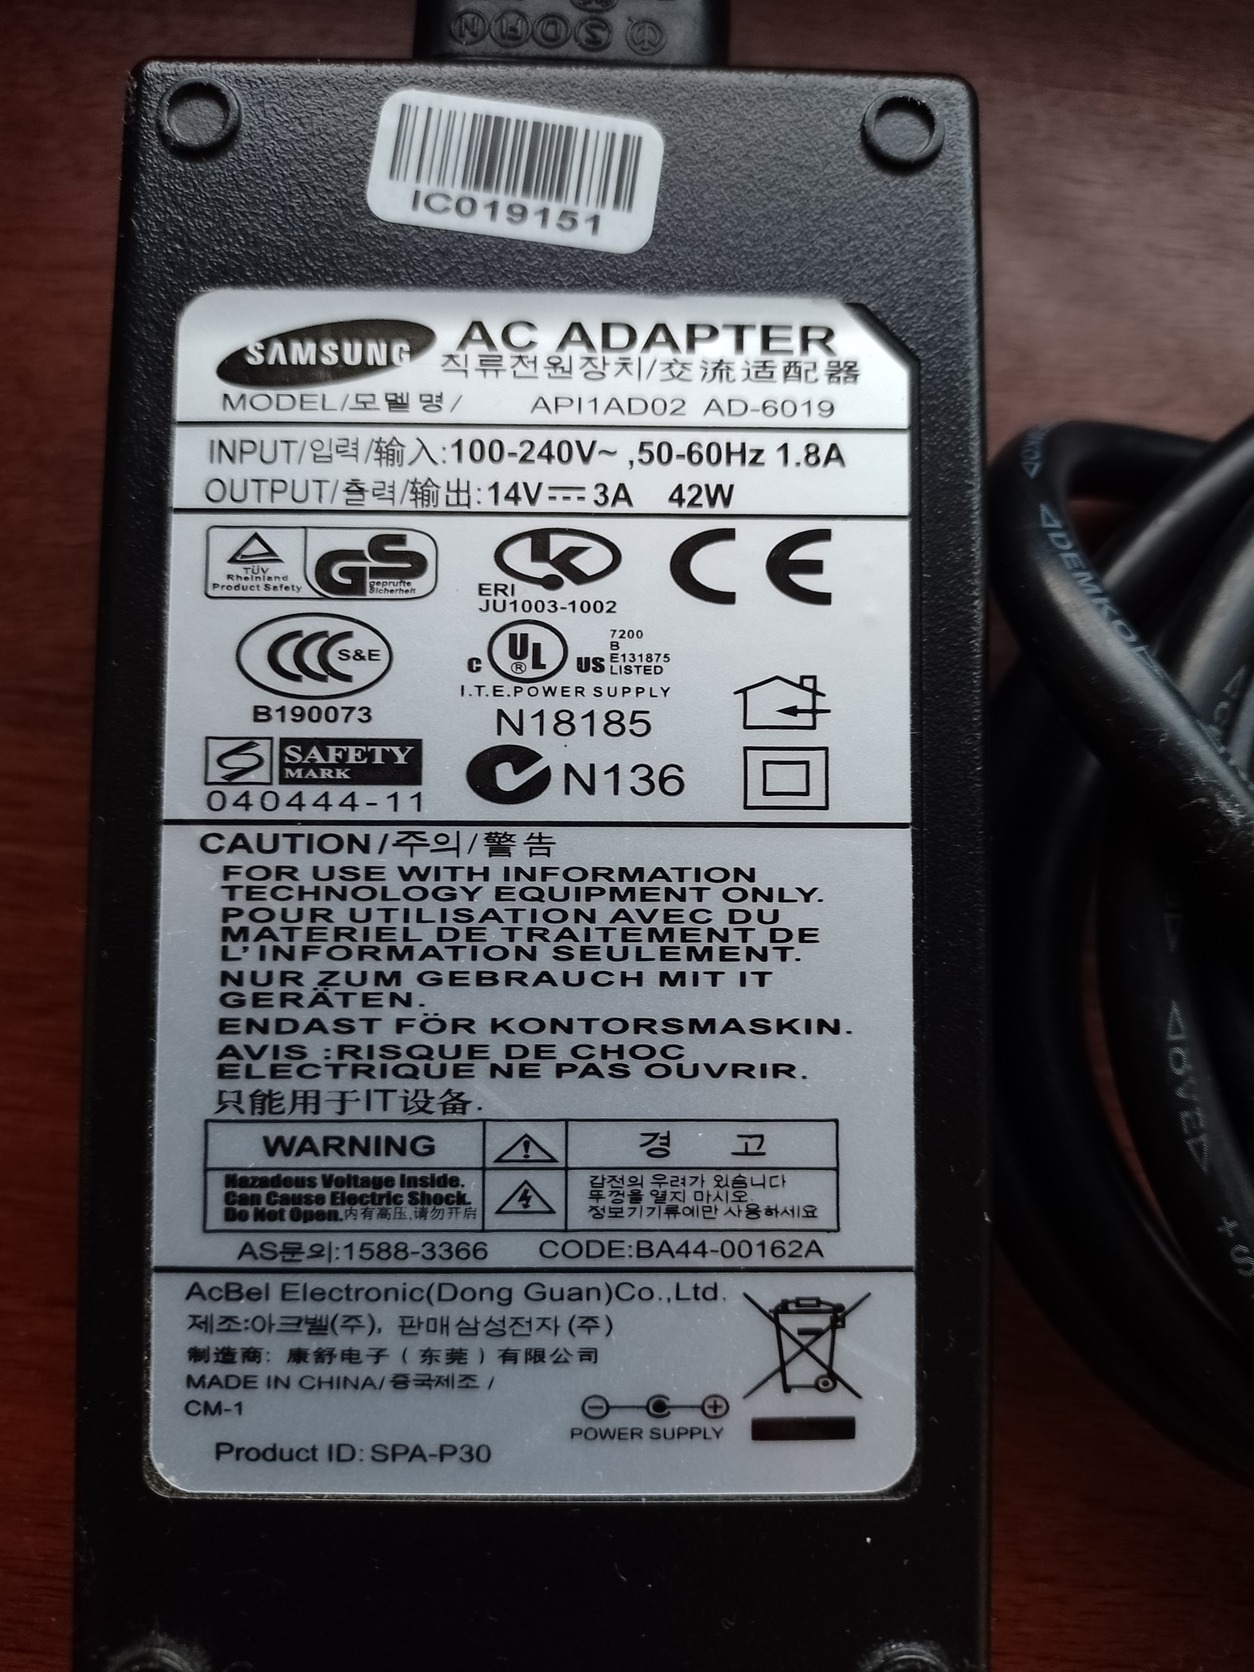 N DFI D S
IC019151
SAMSUNG AC ADAPTER
직류전원장치/交流适配器
MODEL/모델명/ API1AD02 AD-6019
INPUT/입력/输入:100-240V~ ,50-60Hz 1.8A
OUTPUT/출력/输出:14V⎓3A 42W
TÜV
Rheinland
Product Safety
GS
geprüfte
Sicherheit
ERI
JU1003-1002
CE
CCC S&E
B190073
C UL ® US
7200
B
E131875
LISTED
I.T.E.POWER SUPPLY
N18185
SAFETY
MARK
040444-11
N136
CAUTION/주의/警告
FOR USE WITH INFORMATION
TECHNOLOGY EQUIPMENT ONLY.
POUR UTILISATION AVEC DU
MATERIEL DE TRAITEMENT DE
L'INFORMATION SEULEMENT.
NUR ZUM GEBRAUCH MIT IT
GERÄTEN.
ENDAST FÖR KONTORSMASKIN.
AVIS :RISQUE DE CHOC
ELECTRIQUE NE PAS OUVRIR.
只能用于IT设备.
WARNING
경 고
Hazadous Voltage Inside.
Can Cause Electric Shock.
Do Not Open.内有高压,请勿开启
감전의 우려가 있습니다
뚜껑을 열지 마시오.
정보기기류에만 사용하세요
AS문의:1588-3366 CODE:BA44-00162A
AcBel Electronic(Dong Guan)Co.,Ltd.
제조:아크벨(주), 판매삼성전자(주)
制造商: 康舒电子(东莞)有限公司
MADE IN CHINA/중국제조/
CM-1
POWER SUPPLY
Product ID: SPA-P30
DEMKO
OVE